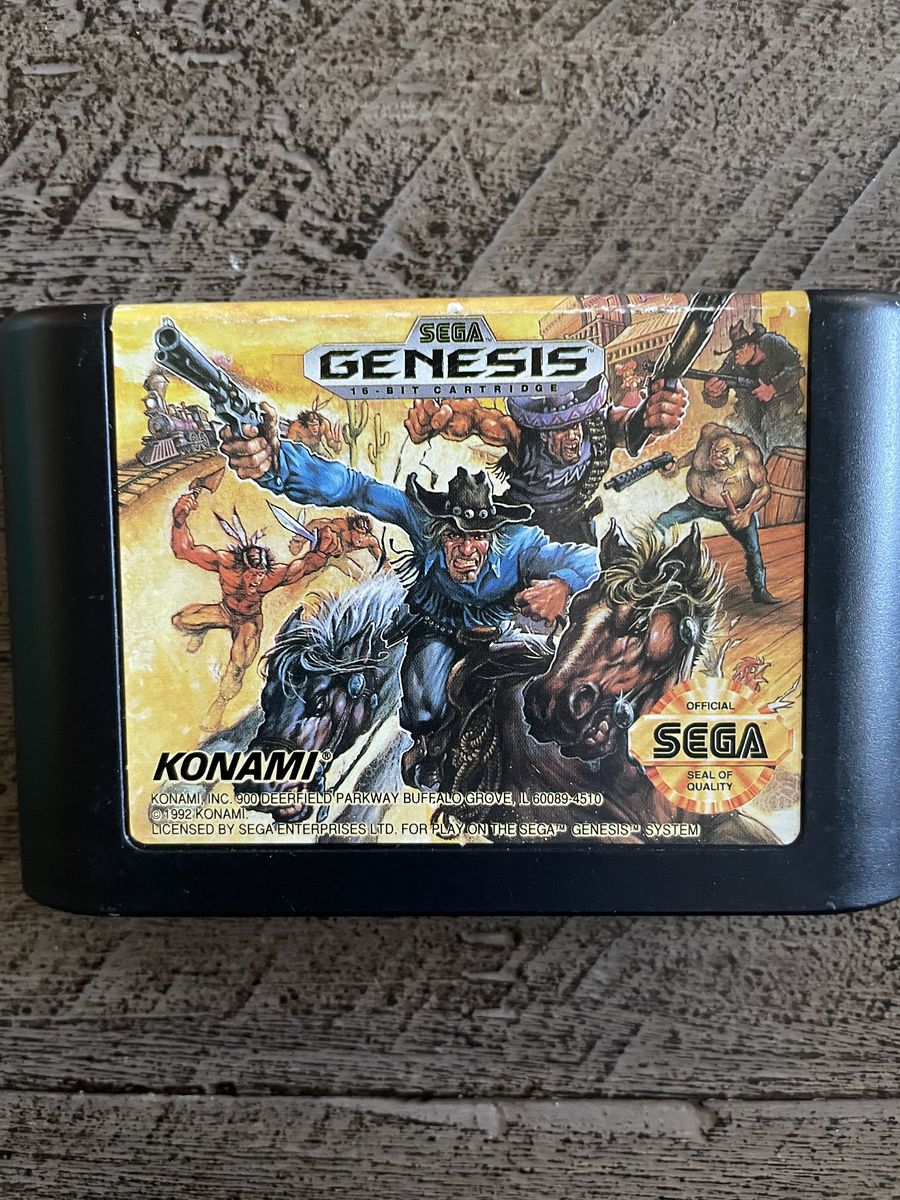 SEGA
GENESIS™
16-BIT CARTRIDGE
OFFICIAL
SEGA
SEAL OF
QUALITY
KONAMI®
KONAMI, INC. 900 DEERFIELD PARKWAY BUFFALO GROVE, IL 60089-4510
© 1992 KONAMI.
LICENSED BY SEGA ENTERPRISES LTD. FOR PLAY ON THE SEGA™ GENESIS™ SYSTEM